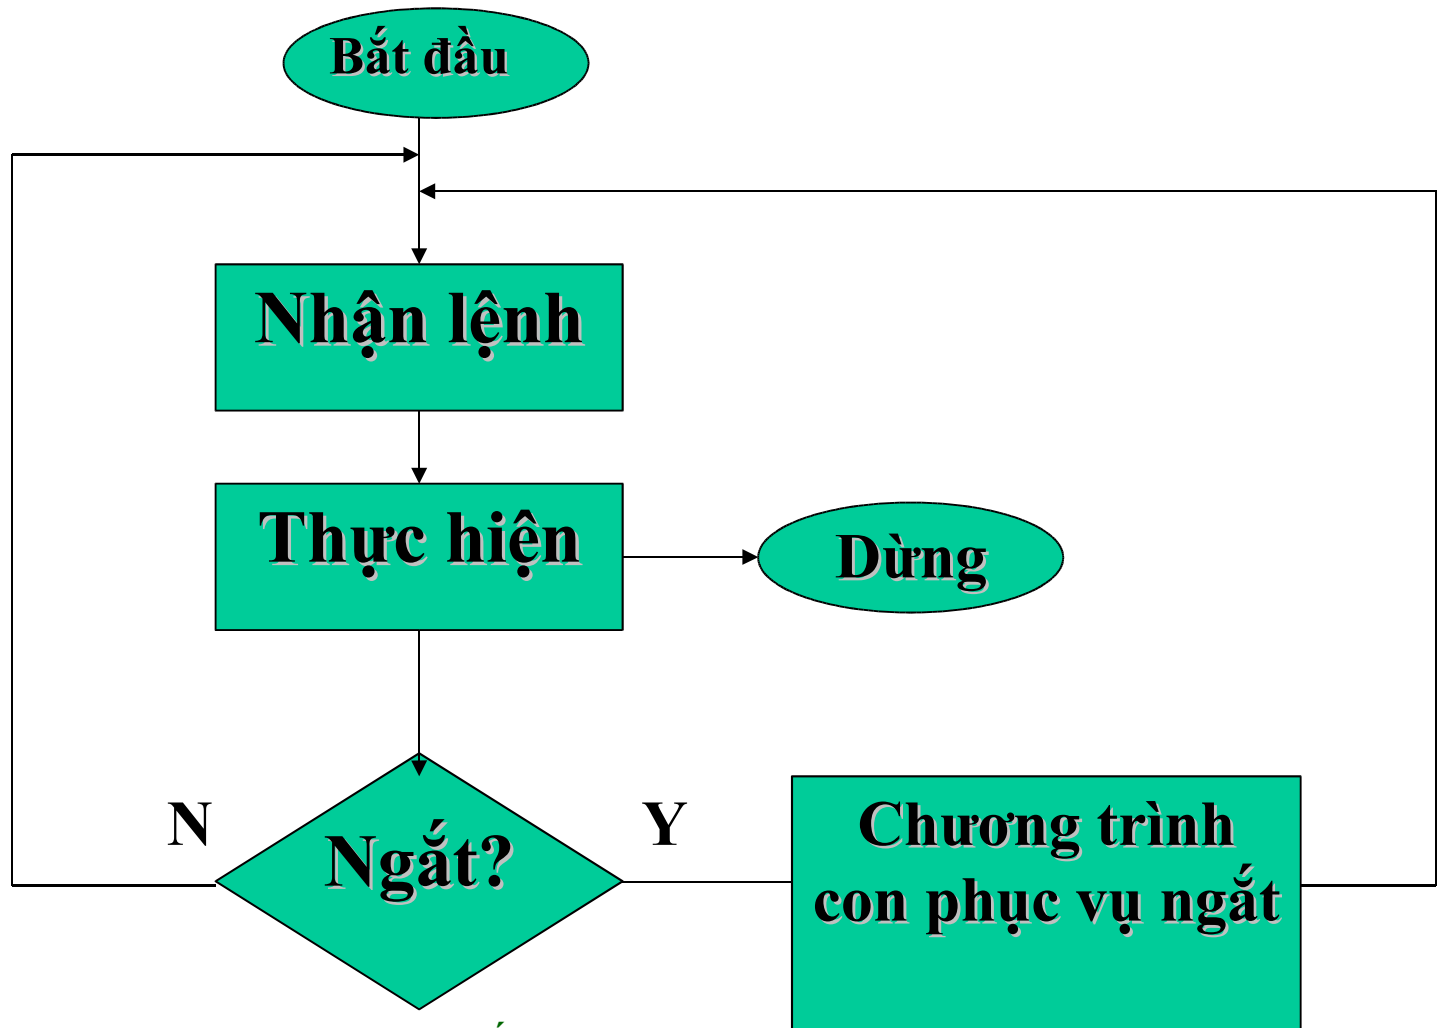 Bắt đầu
Nhận lệnh
Thực hiện
Dừng
N
Ngắt?
Y
Chương trình
con phục vụ ngắt